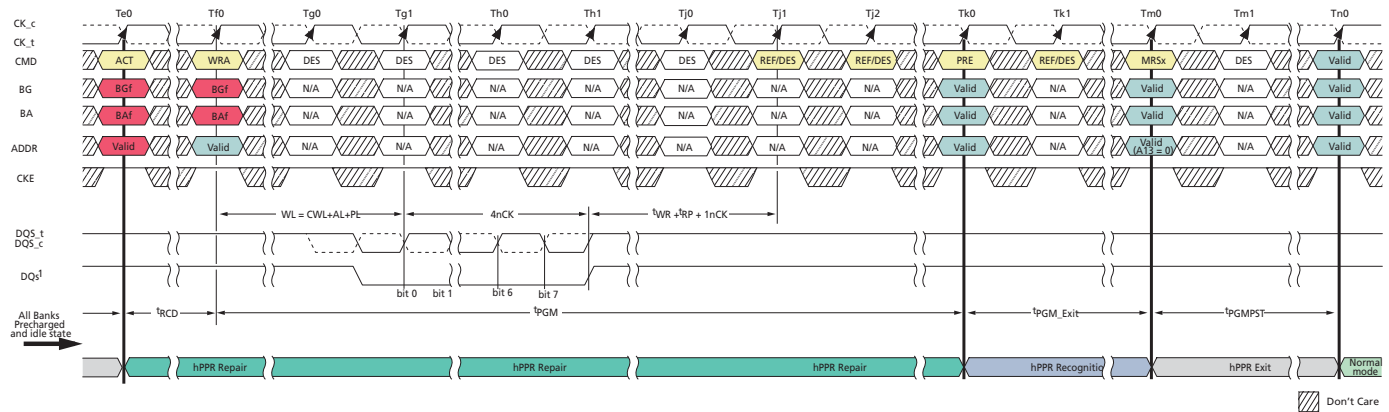 Te0 Tf0 Tg0 Tg1 Th0 Th1 Tj0 Tj1 Tj2 Tk0 Tk1 Tm0 Tm1 Tn0
CK_c
CK_t
CMD ACT WRA DES DES DES DES DES REF/DES REF/DES PRE REF/DES MRSx DES Valid
BG BGf BGf N/A N/A N/A N/A N/A N/A N/A Valid N/A Valid N/A Valid
BA BAf BAf N/A N/A N/A N/A N/A N/A N/A Valid N/A Valid N/A Valid
ADDR Valid Valid N/A N/A N/A N/A N/A N/A N/A Valid N/A Valid (A13 = 0) N/A Valid
CKE
WL = CWL+AL+PL 4nCK tWR + tRP + 1nCK
DQS_t
DQS_c
DQs1
bit 0 bit 1 bit 6 bit 7
All Banks
Precharged
and idle state
tRCD tPGM tPGM_Exit tPGMPST
hPPR Repair hPPR Repair hPPR Repair hPPR Recognitio hPPR Exit Normal
mode
Don't Care